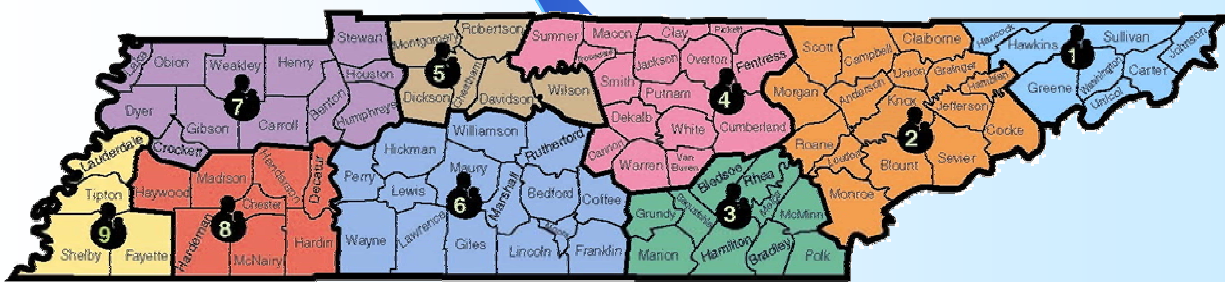 Lake
Obion
Weakley
Henry
Dyer
Gibson
Carroll
Benton
Crockett
Stewart
Houston
Humphreys
7
Montgomery
Robertson
Dickson
Cheatham
Davidson
Wilson
5
Sumner
Macon
Clay
Pickett
Smith
Jackson
Overton
Fentress
Putnam
Dekalb
White
Cumberland
Cannon
Warren
Van
Buren
4
Scott
Campbell
Claiborne
Morgan
Anderson
Union
Grainger
Hamblen
Knox
Jefferson
Cocke
Roane
Loudon
Blount
Sevier
Monroe
2
Hancock
Hawkins
Sullivan
Johnson
Greene
Washington
Carter
Unicoi
1
Lauderdale
Tipton
Shelby
Fayette
9
Haywood
Madison
Henderson
Decatur
Chester
Hardeman
McNairy
Hardin
8
Perry
Hickman
Williamson
Rutherford
Lewis
Maury
Marshall
Bedford
Coffee
Wayne
Lawrence
Giles
Lincoln
Franklin
6
Bledsoe
Rhea
Meigs
McMinn
Grundy
Marion
Hamilton
Bradley
Polk
3